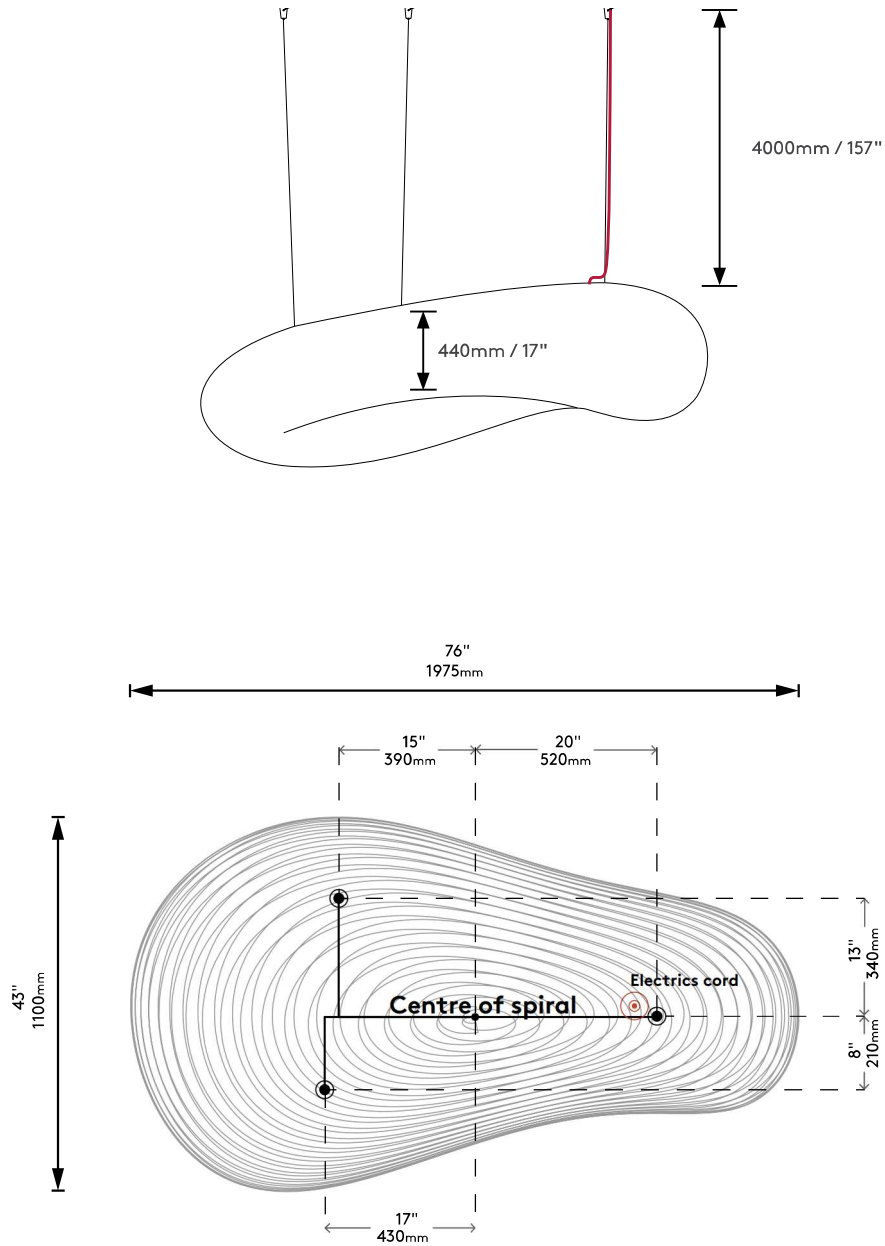 4000mm / 157"
440mm / 17"
76"
1975mm
15"
390mm
20"
520mm
43"
1100mm
13"
340mm
Electrics cord
Centre of spiral
8"
210mm
17"
430mm